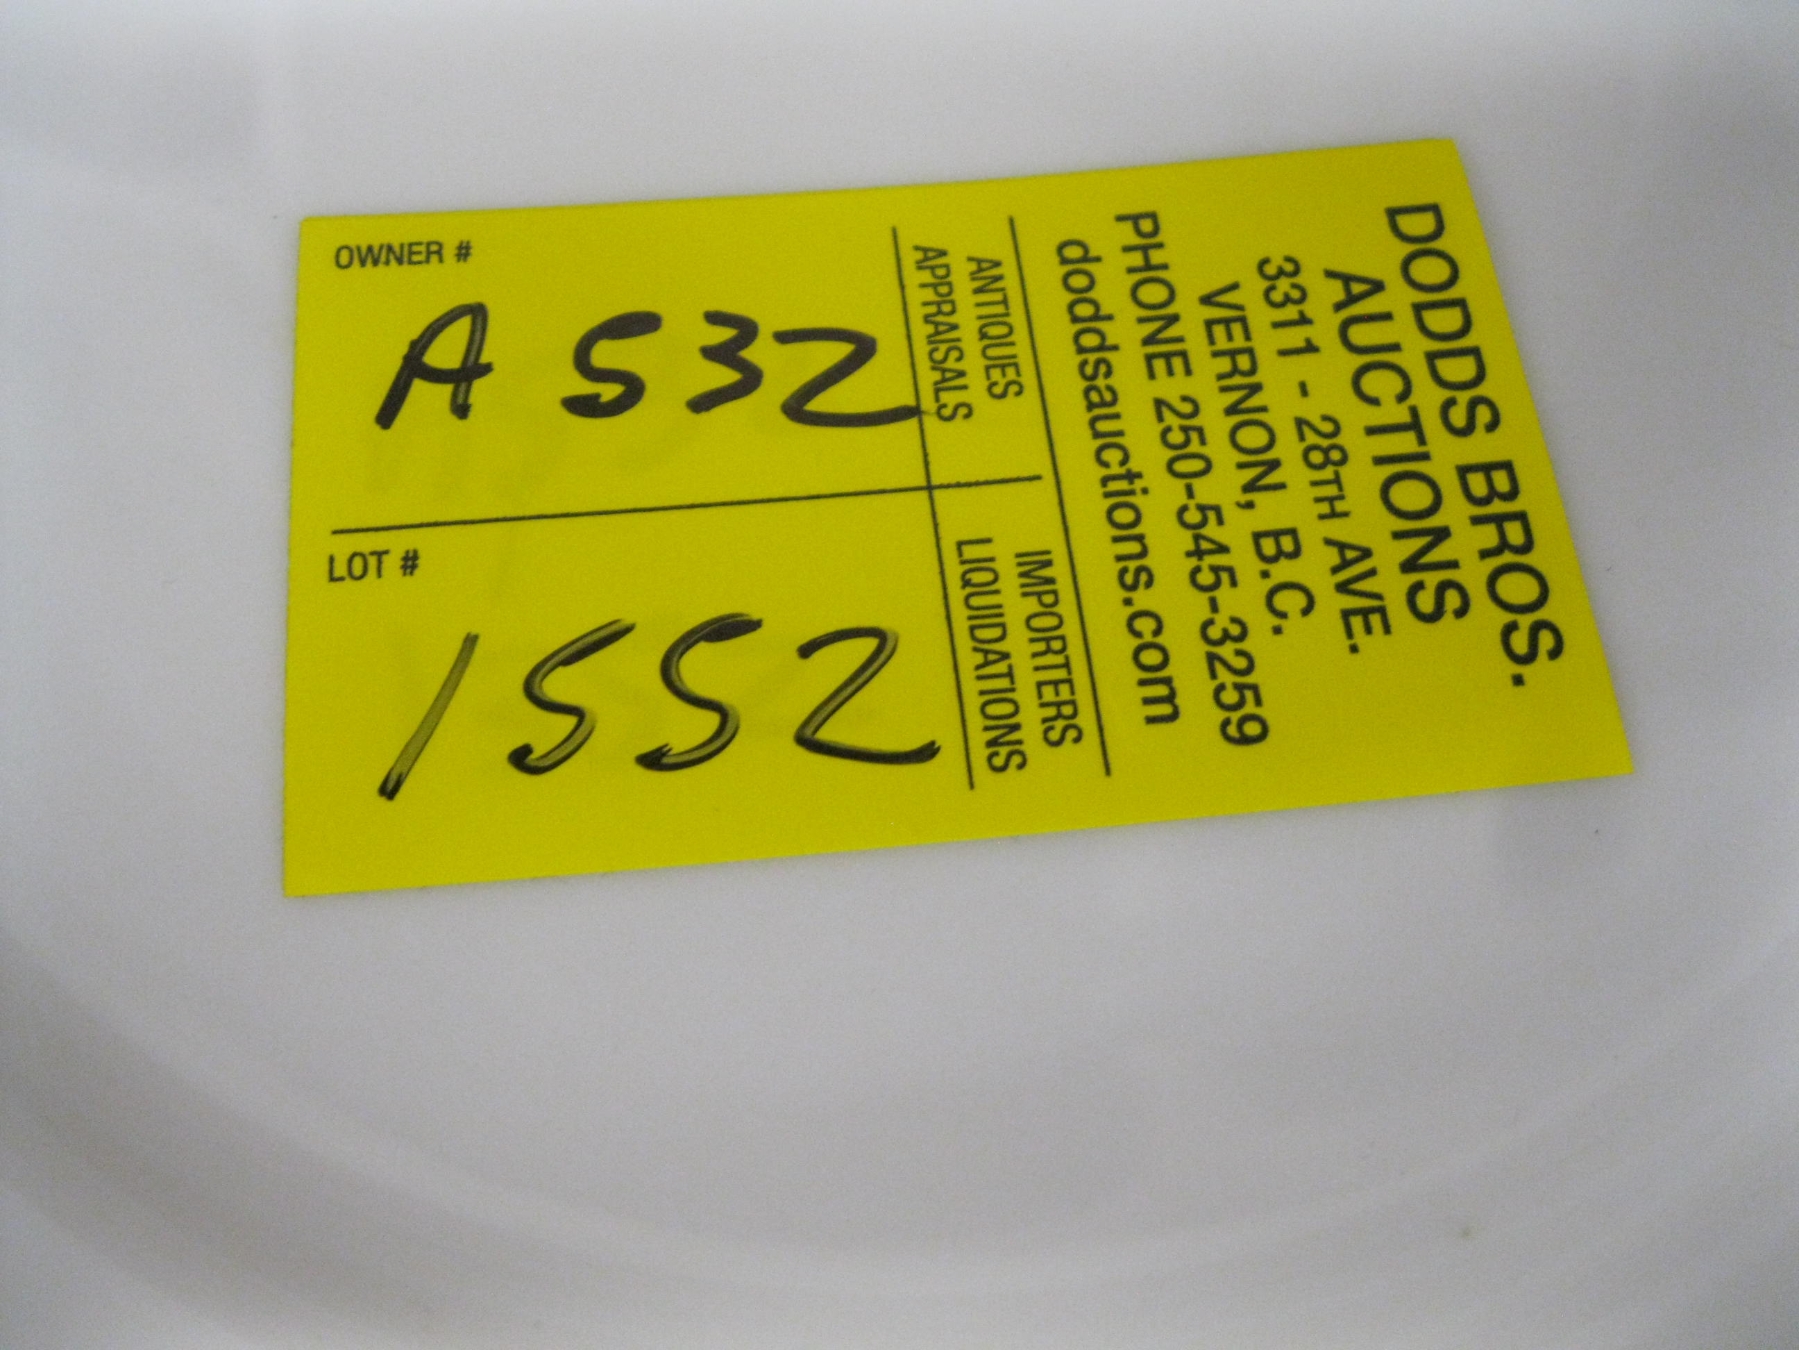 DODDS BROS.
AUCTIONS
3311 - 28TH AVE.
VERNON, B.C.
PHONE 250-545-3259
doddsauctions.com
ANTIQUES
APPRAISALS
IMPORTERS
LIQUIDATIONS
OWNER #
A 532
LOT #
1552